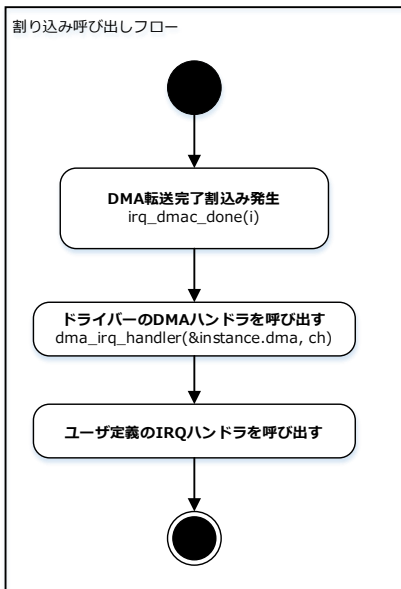 割り込み呼び出しフロー
DMA転送完了割込み発生
irq_dmac_done(i)
ドライバーのDMAハンドラを呼び出す
dma_irq_handler(&instance.dma, ch)
ユーザ定義のIRQハンドラを呼び出す